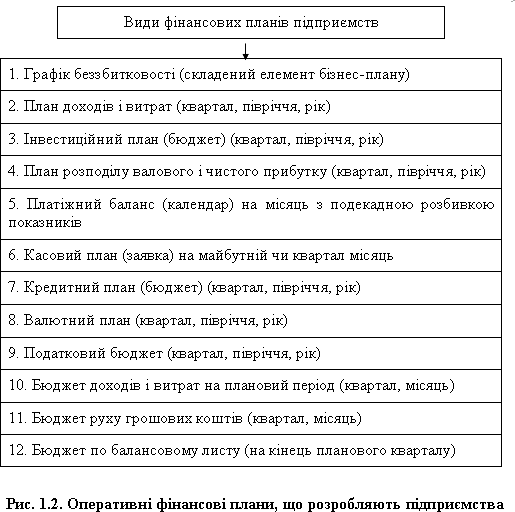 Види фінансових планів підприємств
1. Графік беззбитковості (складений елемент бізнес-плану)
2. План доходів і витрат (квартал, півріччя, рік)
3. Інвестиційний план (бюджет) (квартал, півріччя, рік)
4. План розподілу валового і чистого прибутку (квартал, півріччя, рік)
5. Платіжний баланс (календар) на місяць з подекадною розбивкою
показників
6. Касовий план (заявка) на майбутній чи квартал місяць
7. Кредитний план (бюджет) (квартал, півріччя, рік)
8. Валютний план (квартал, півріччя, рік)
9. Податковий бюджет (квартал, півріччя, рік)
10. Бюджет доходів і витрат на плановий період (квартал, місяць)
11. Бюджет руху грошових коштів (квартал, місяць)
12. Бюджет по балансовому листу (на кінець планового кварталу)
Рис. 1.2. Оперативні фінансові плани, що розробляють підприємства